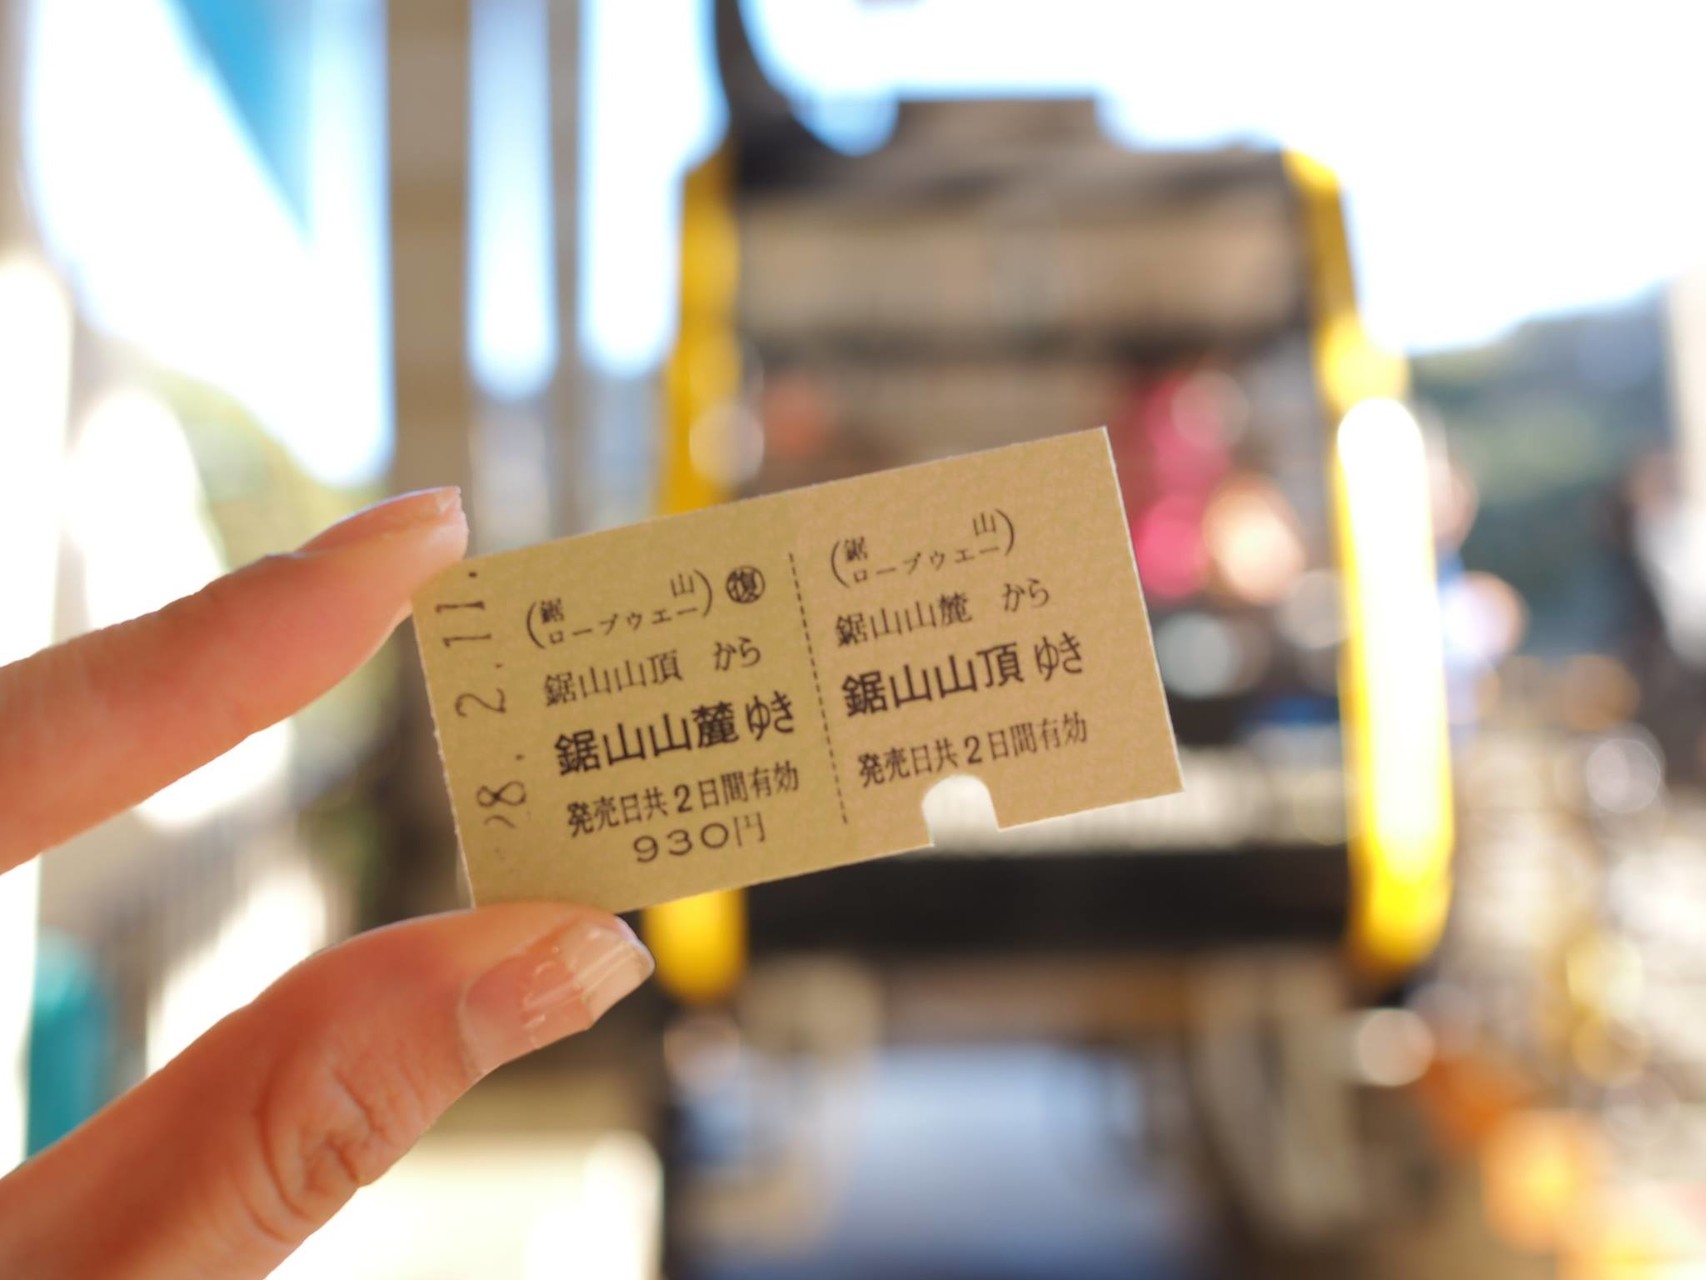 28.2.11.
(鋸山ロープウエー) ㊢
鋸山山頂 から
鋸山山麓 ゆき
発売日共2日間有効
930円
(鋸山ロープウエー)
鋸山山麓 から
鋸山山頂 ゆき
発売日共2日間有効